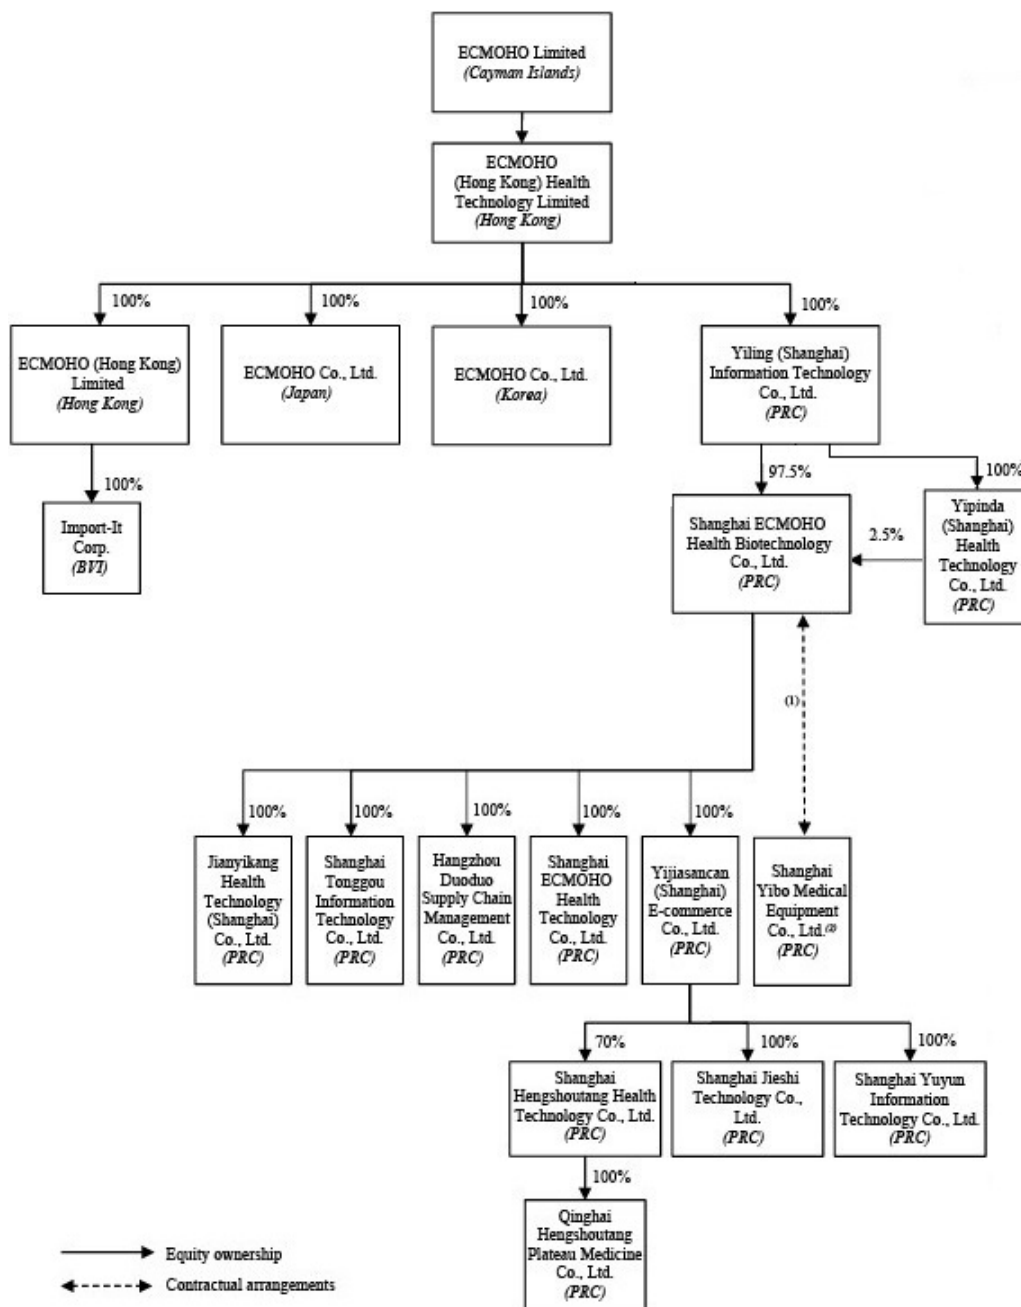 ECMOHO Limited
(Cayman Islands)
ECMOHO
(Hong Kong) Health
Technology Limited
(Hong Kong)
100%
100%
100%
100%
ECMOHO (Hong Kong)
Limited
(Hong Kong)
ECMOHO Co., Ltd.
(Japan)
ECMOHO Co., Ltd.
(Korea)
Yiling (Shanghai)
Information Technology
Co., Ltd.
(PRC)
100%
97.5%
100%
Import-It
Corp.
(BVI)
Shanghai ECMOHO
Health Biotechnology
Co., Ltd.
(PRC)
2.5%
Yipinda
(Shanghai)
Health
Technology
Co., Ltd.
(PRC)
(1)
100%
100%
100%
100%
100%
Jianyikang
Health
Technology
(Shanghai)
Co., Ltd.
(PRC)
Shanghai
Tonggou
Information
Technology
Co., Ltd.
(PRC)
Hangzhou
Duoduo
Supply Chain
Management
Co., Ltd.
(PRC)
Shanghai
ECMOHO
Health
Technology
Co., Ltd.
(PRC)
Yijiasancan
(Shanghai)
E-commerce
Co., Ltd.
(PRC)
Shanghai
Yibo Medical
Equipment
Co., Ltd.(2)
(PRC)
70%
100%
100%
Shanghai
Hengshoutang Health
Technology Co., Ltd.
(PRC)
Shanghai Jieshi
Technology Co.,
Ltd.
(PRC)
Shanghai Yuyun
Information
Technology Co., Ltd.
(PRC)
100%
Qinghai
Hengshoutang
Plateau Medicine
Co., Ltd.
(PRC)
Equity ownership
Contractual arrangements